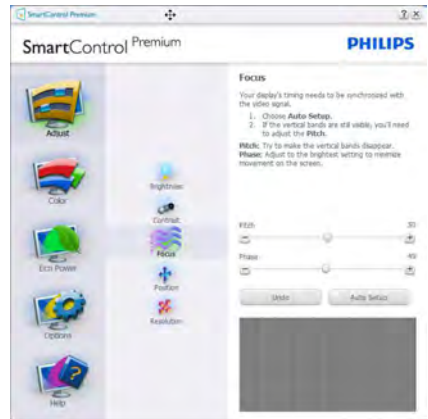 SmartControl Premium
SmartControl Premium
PHILIPS
Focus
Your display's timing needs to be synchronized with
the video signal.
1. Choose Auto Setup.
2. If the vertical bands are still visible, you'll need
to adjust the Pitch.
Pitch: Try to make the vertical bands disappear.
Phase: Adjust to the brightest setting to minimize
movement on the screen.
Adjust
Color
Eco Power
Options
Help
Brightness
Contrast
Focus
Position
Resolution
Pitch
Phase
Undo
Auto Setup